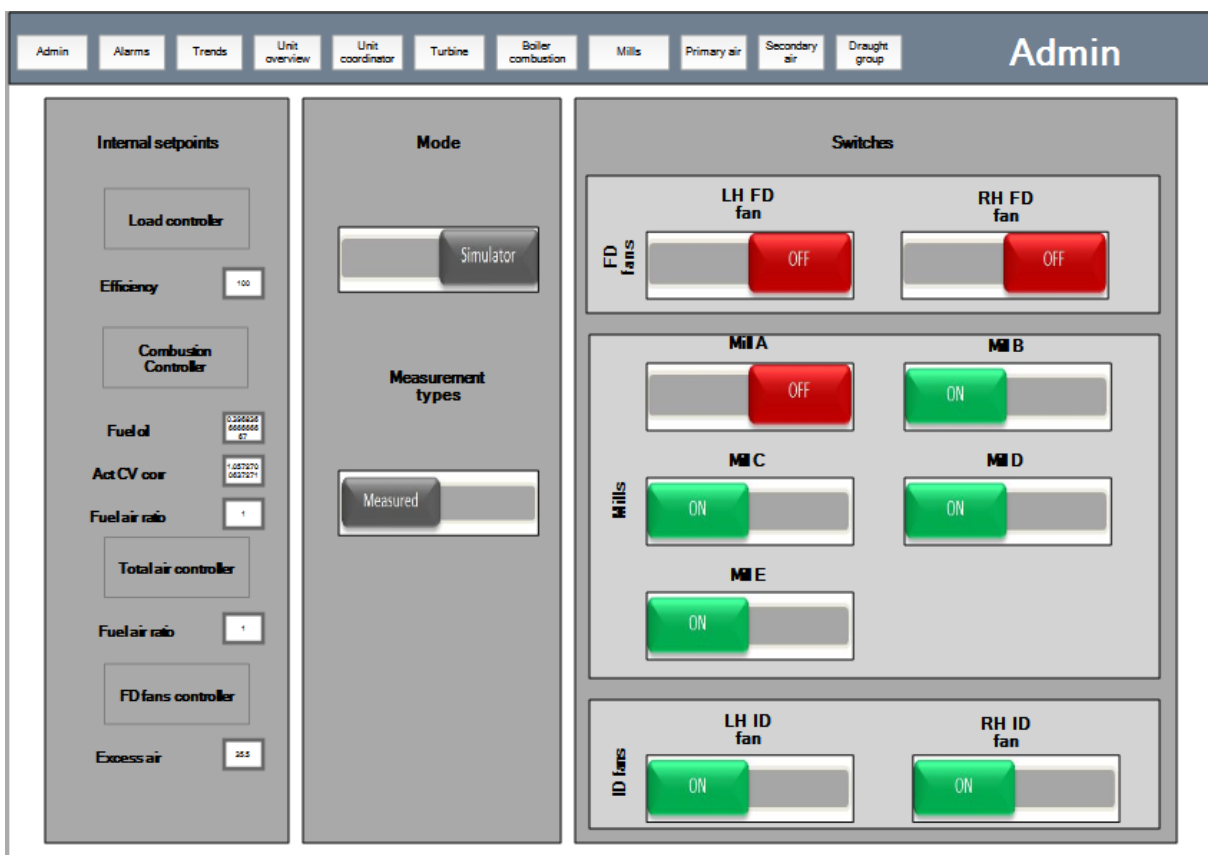 Admin
Alarms
Trends
Unit
overview
Unit
coordinator
Turbine
Boiler
combustion
Mills
Primary air
Secondary
air
Draught
group
Admin
Internal setpoints
Load controller
Efficiency
100
Combustion
Controller
Fuel oil
Act CV corr
Fuel air ratio
1
Total air controller
Fuel air ratio
1
FD fans controller
Excess air
25.5
Mode
Simulator
Measurement
types
Measured
Switches
FD
fans
LH FD
fan
OFF
RH FD
fan
OFF
Mills
Mill A
OFF
Mill B
ON
Mill C
ON
Mill D
ON
Mill E
ON
ID fans
LH ID
fan
ON
RH ID
fan
ON